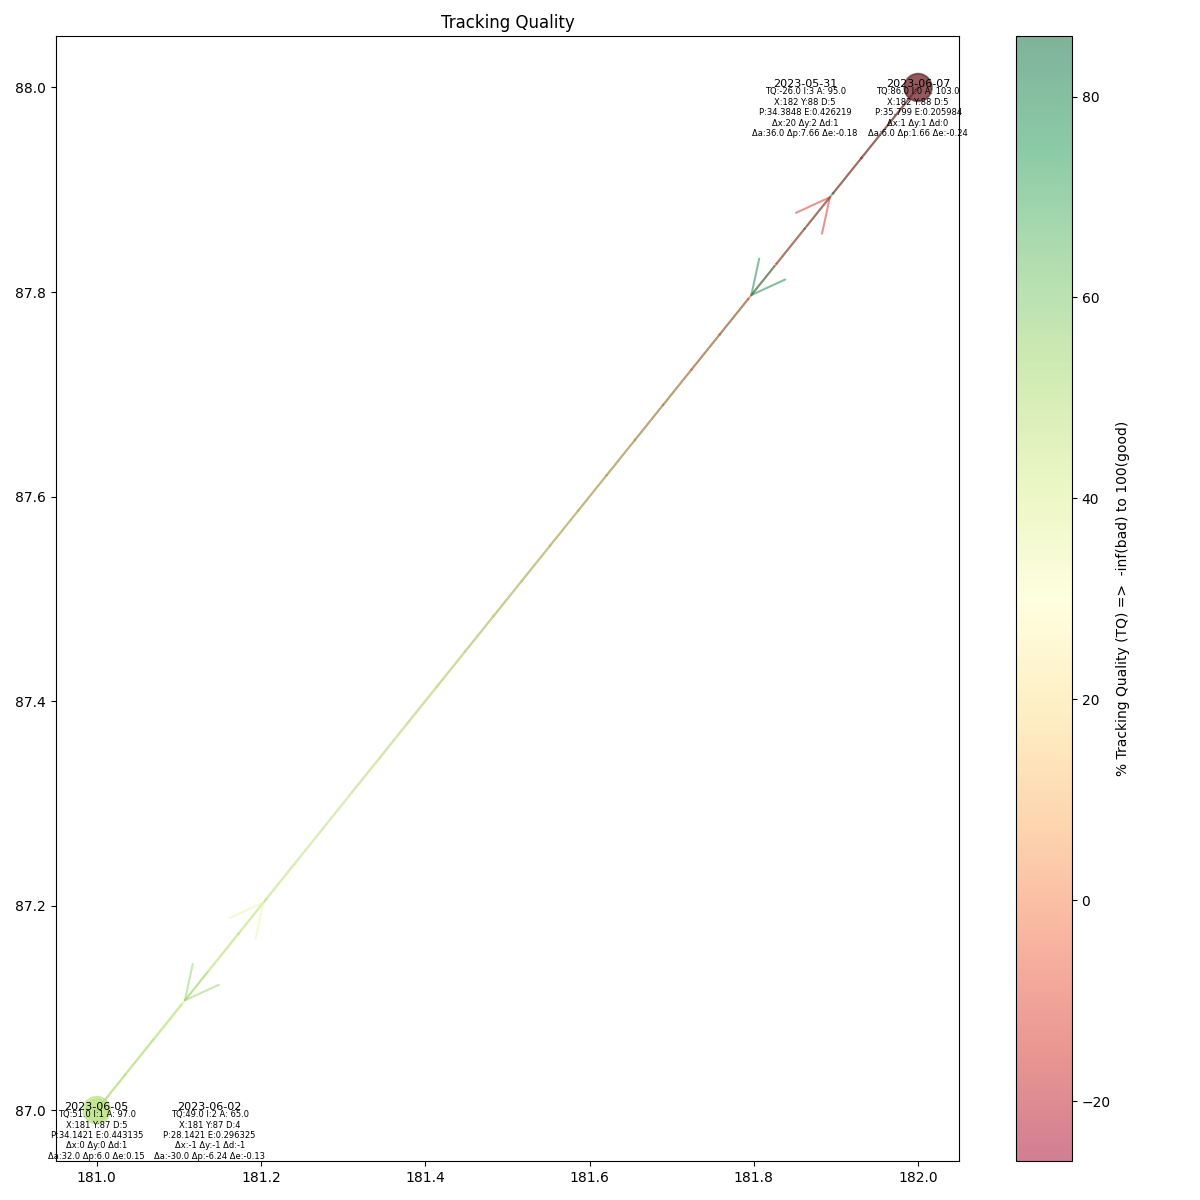 Tracking Quality
88.0
87.8
87.6
87.4
87.2
87.0
2023-05-31
TQ:-26.0 I:3 A: 95.0
X:182 Y:88 D:5
P:34.3848 E:0.426219
Δx:20 Δy:2 Δd:1
Δa:36.0 Δp:7.66 Δe:-0.18
2023-06-07
TQ:86.0 I:0 A: 103.0
X:182 Y:88 D:5
P:35.799 E:0.205984
Δx:1 Δy:1 Δd:0
Δa:6.0 Δp:1.66 Δe:-0.24
2023-06-05
TQ:51.0 I:1 A: 97.0
X:181 Y:87 D:5
P:34.1421 E:0.443135
Δx:0 Δy:0 Δd:1
Δa:32.0 Δp:6.0 Δe:0.15
2023-06-02
TQ:49.0 I:2 A: 65.0
X:181 Y:87 D:4
P:28.1421 E:0.296325
Δx:-1 Δy:-1 Δd:-1
Δa:-30.0 Δp:-6.24 Δe:-0.13
181.0
181.2
181.4
181.6
181.8
182.0
80
60
40
20
0
−20
% Tracking Quality (TQ) => -inf(bad) to 100(good)